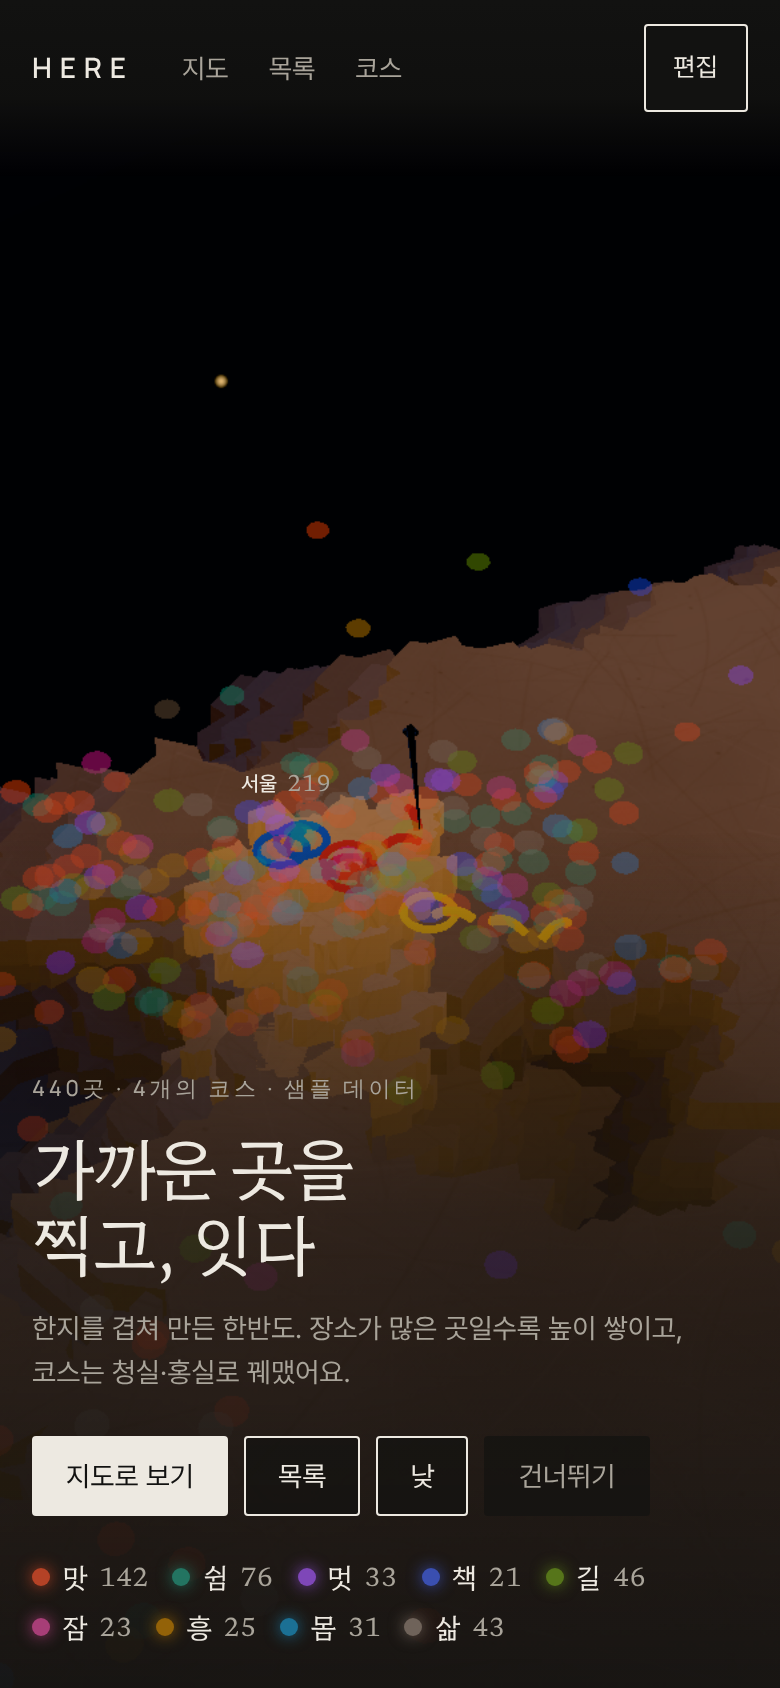 HERE 지도 목록 코스 편집
서울 219
440곳 · 4개의 코스 · 샘플 데이터
가까운 곳을
찍고, 잇다
한지를 겹쳐 만든 한반도. 장소가 많은 곳일수록 높이 쌓이고,
코스는 청실·홍실로 꿰맸어요.
지도로 보기 목록 낮 건너뛰기
맛 142 쉼 76 멋 33 책 21 길 46
잠 23 흥 25 봄 31 삶 43